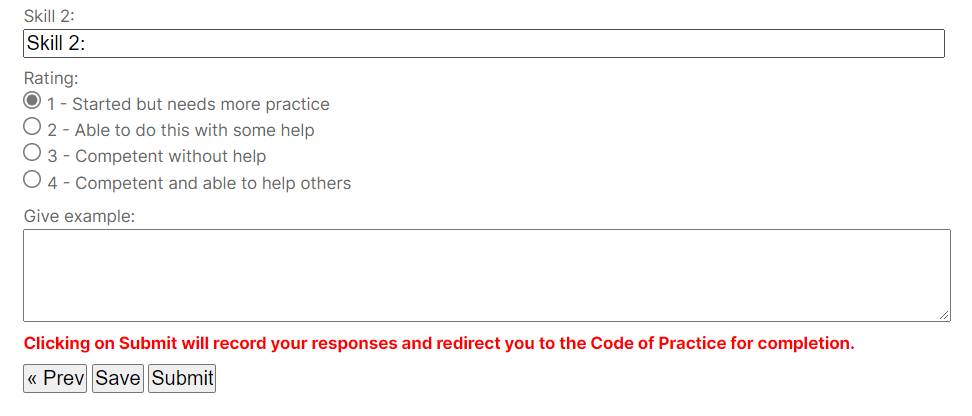 Skill 2:
Skill 2:
Rating:
1 - Started but needs more practice
2 - Able to do this with some help
3 - Competent without help
4 - Competent and able to help others
Give example:
Clicking on Submit will record your responses and redirect you to the Code of Practice for completion.
« Prev Save Submit